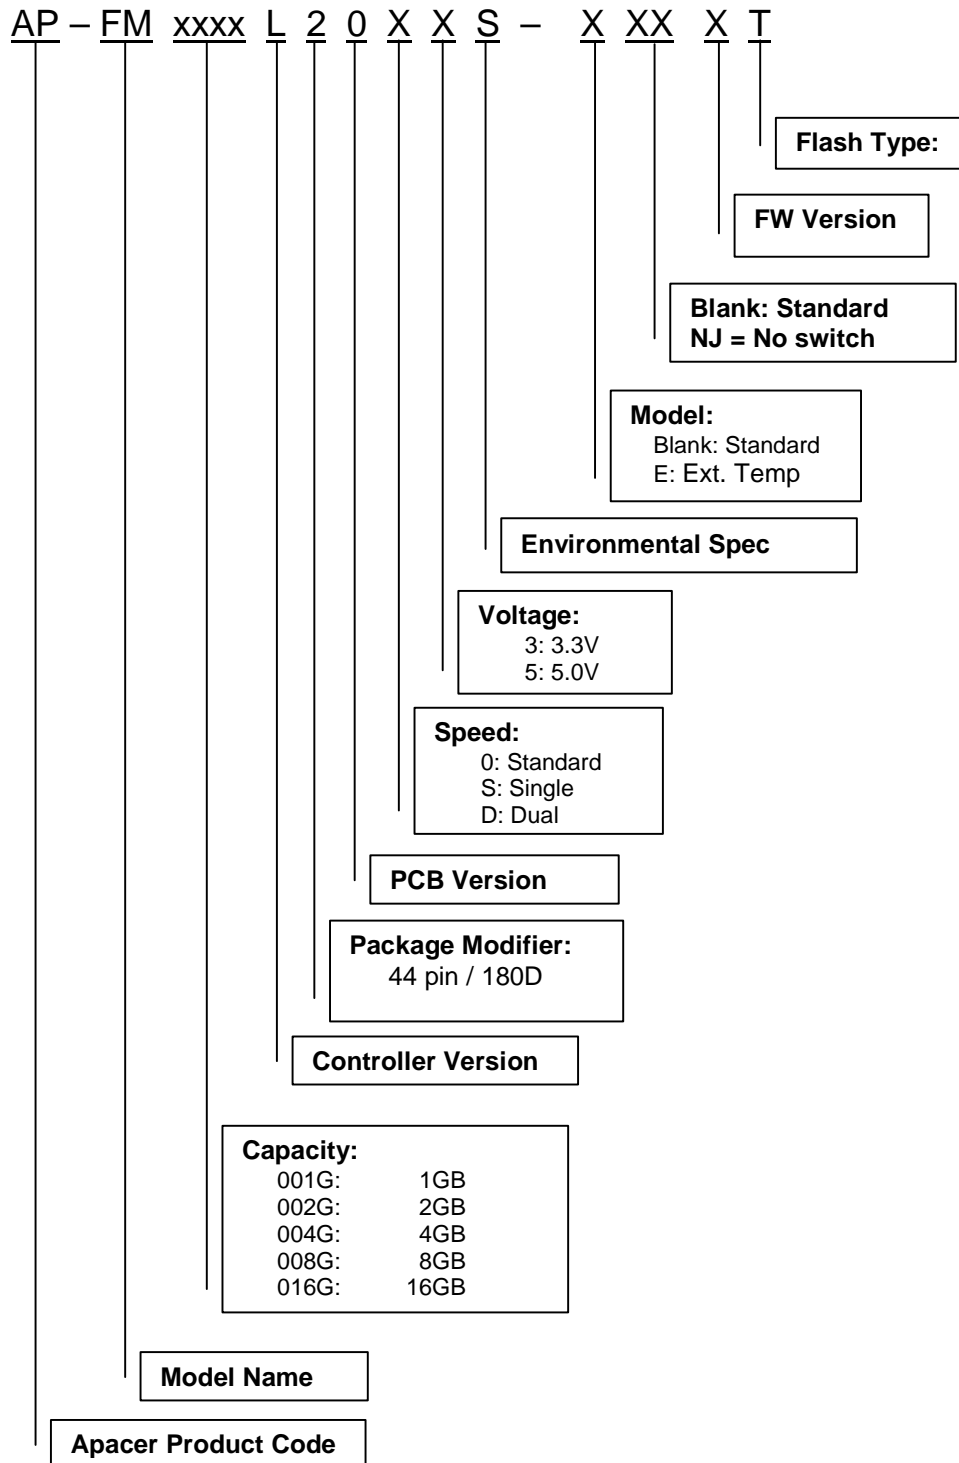 AP – FM xxxx L 2 0 X X S – X XX X T
Flash Type:
FW Version
Blank: Standard
NJ = No switch
Model:
Blank: Standard
E: Ext. Temp
Environmental Spec
Voltage:
3: 3.3V
5: 5.0V
Speed:
0: Standard
S: Single
D: Dual
PCB Version
Package Modifier:
44 pin / 180D
Controller Version
Capacity:
001G: 1GB
002G: 2GB
004G: 4GB
008G: 8GB
016G: 16GB
Model Name
Apacer Product Code